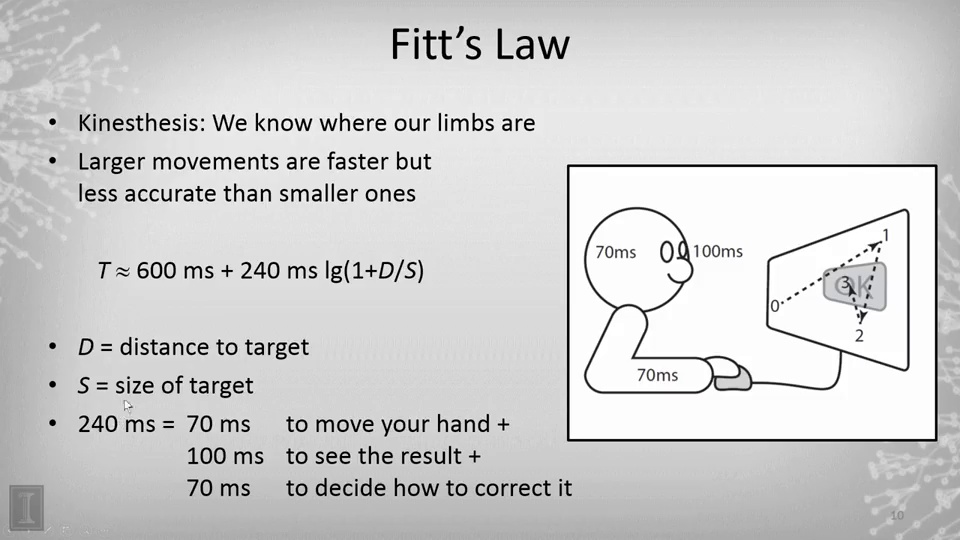 Fitt's Law
• Kinesthesis: We know where our limbs are
• Larger movements are faster but
less accurate than smaller ones
T ≈ 600 ms + 240 ms lg(1+D/S)
• D = distance to target
• S = size of target
• 240 ms = 70 ms to move your hand +
100 ms to see the result +
70 ms to decide how to correct it
70ms
100ms
70ms
0
1
OK
3
2
I
10